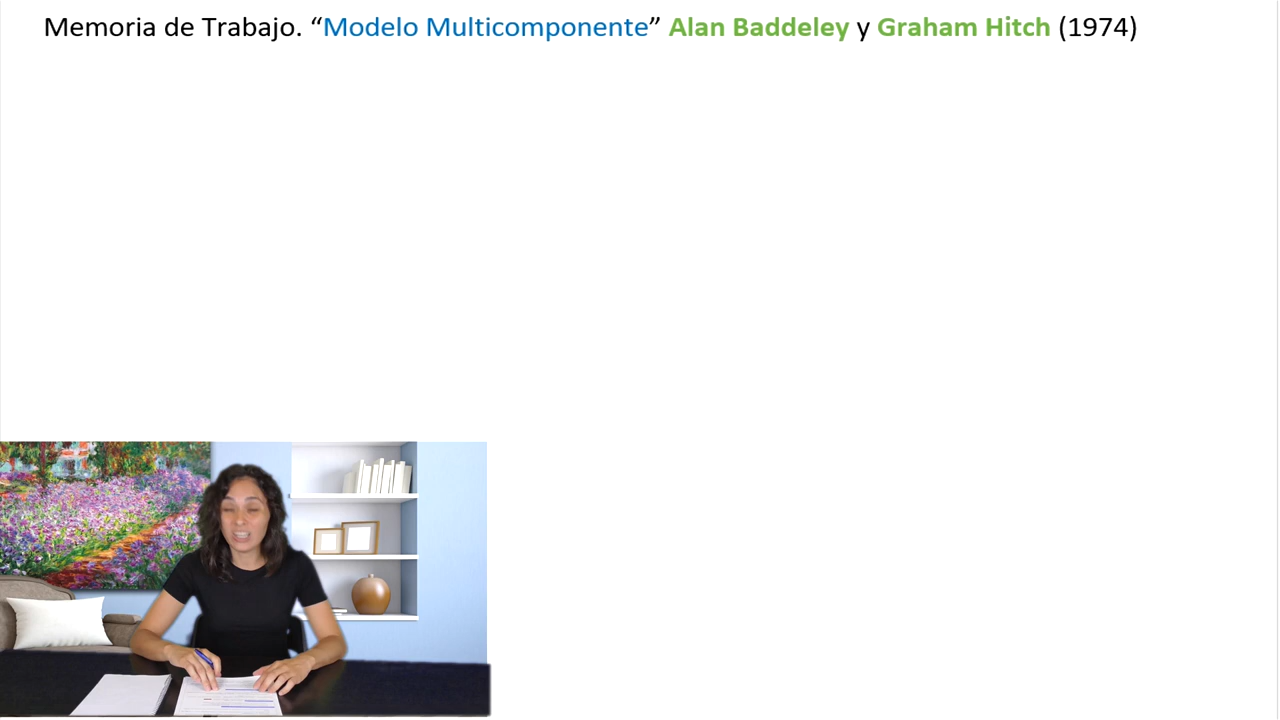 Memoria de Trabajo. “Modelo Multicomponente” Alan Baddeley y Graham Hitch (1974)